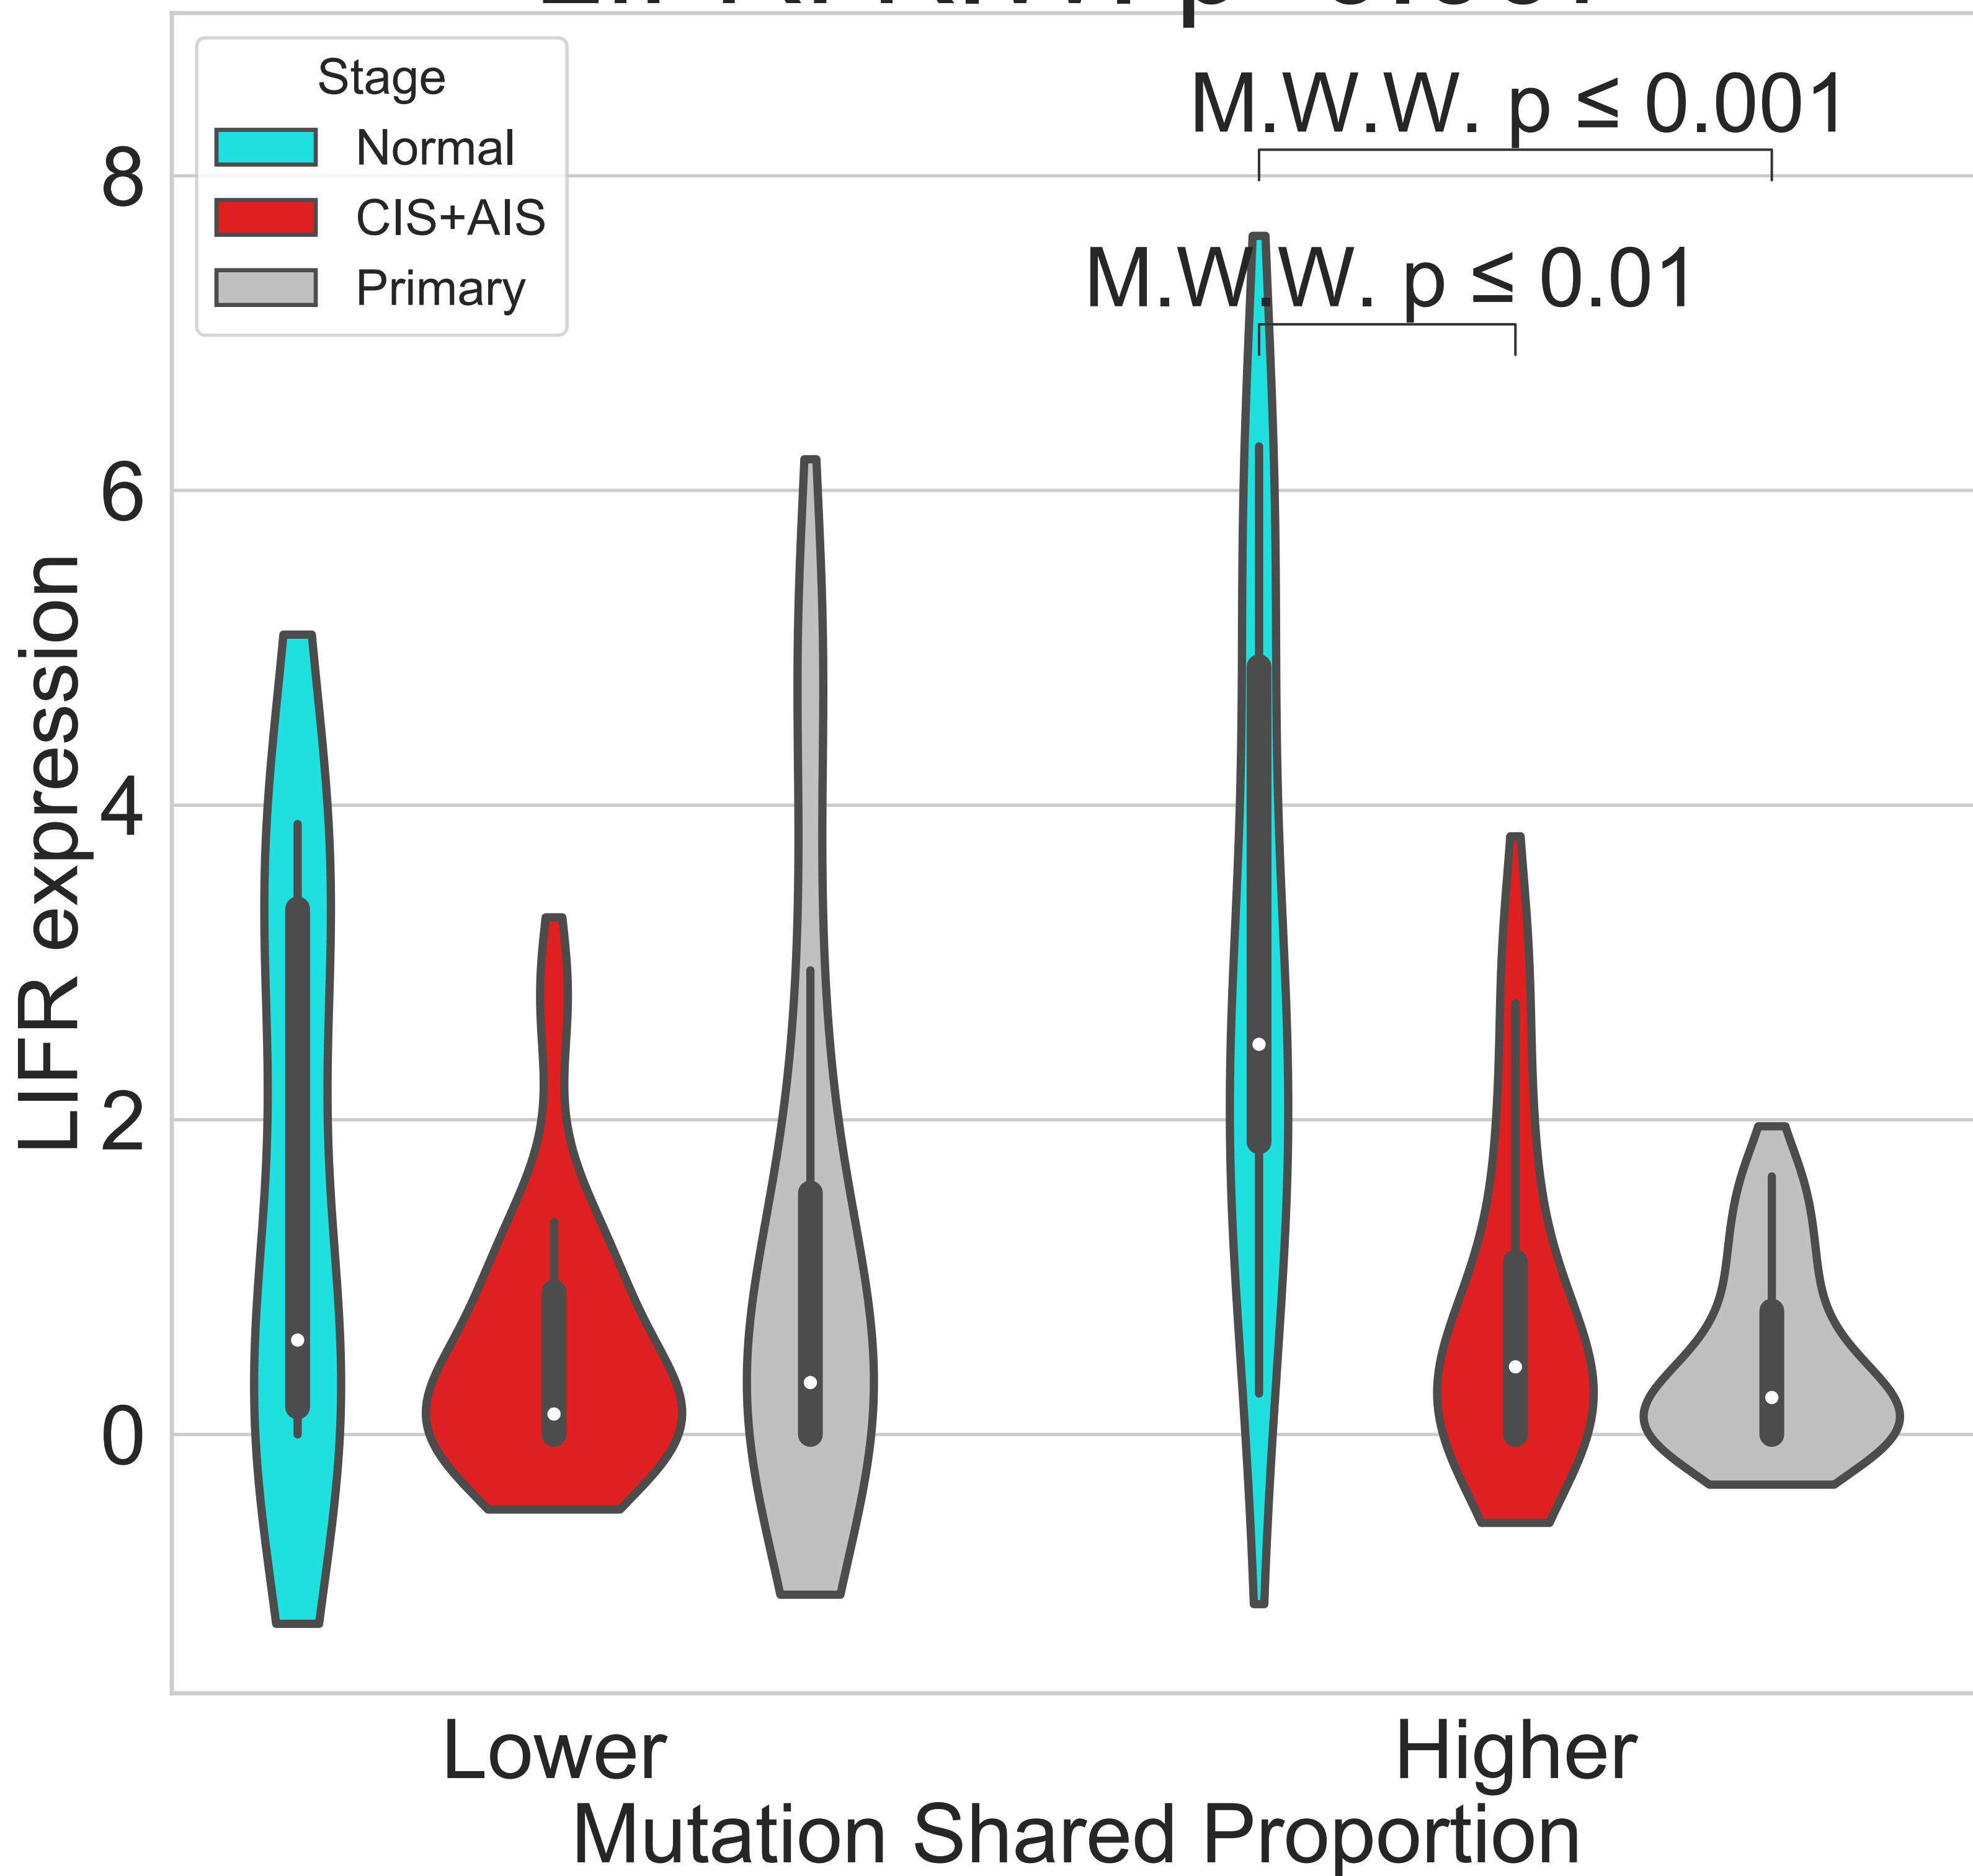 Stage
Normal
CIS+AIS
Primary
M.W.W. p ≤ 0.001
M.W.W. p ≤ 0.01
8
6
4
2
0
LIFR expression
Lower
Higher
Mutation Shared Proportion